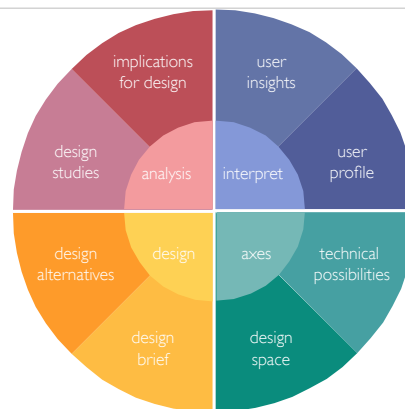 implications
for design
user
insights
design
studies
analysis
interpret
user
profile
design
alternatives
design
axes
technical
possibilities
design
brief
design
space